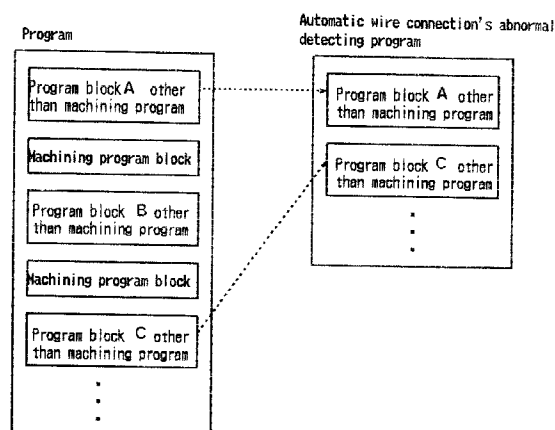 Program
Program block A other
than machining program
Machining program block
Program block B other
than machining program
Machining program block
Program block C other
than machining program
Automatic wire connection's abnormal
detecting program
Program block A other
than machining program
Program block C other
than machining program